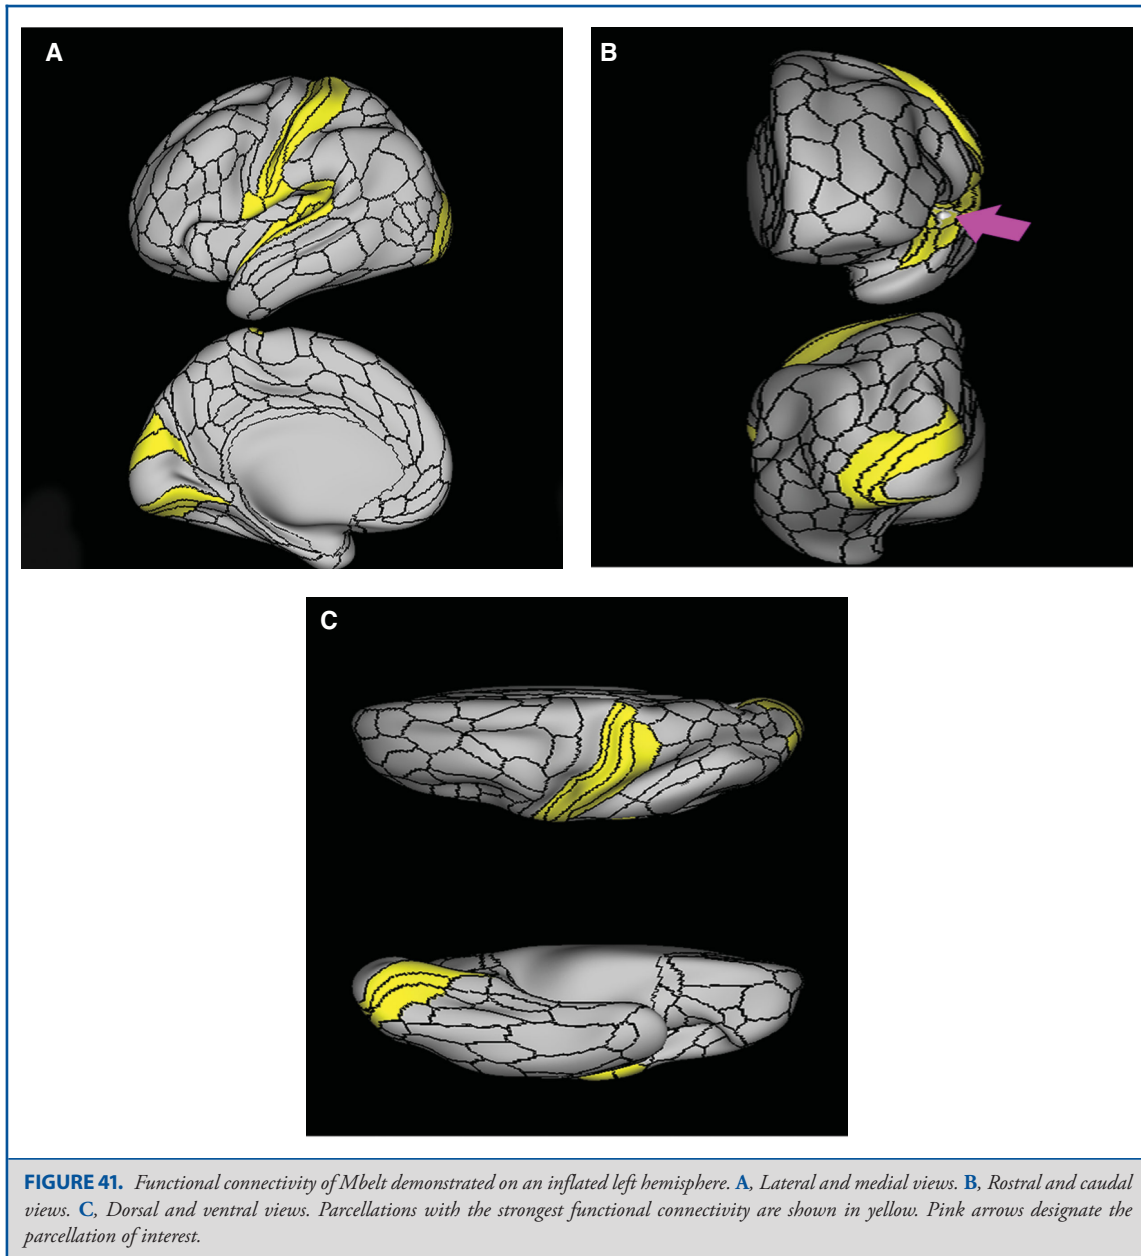 A
B
C
FIGURE 41. Functional connectivity of Mbelt demonstrated on an inflated left hemisphere. A, Lateral and medial views. B, Rostral and caudal
views. C, Dorsal and ventral views. Parcellations with the strongest functional connectivity are shown in yellow. Pink arrows designate the
parcellation of interest.